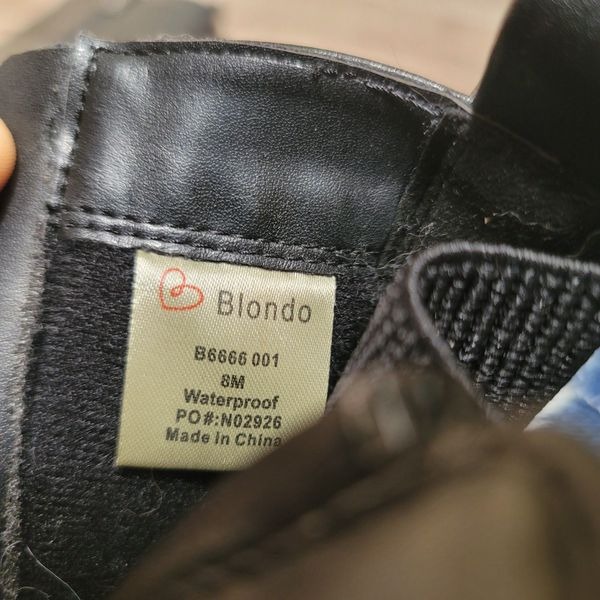 Blondo
B6666 001
8M
Waterproof
PO#:N02926
Made In China